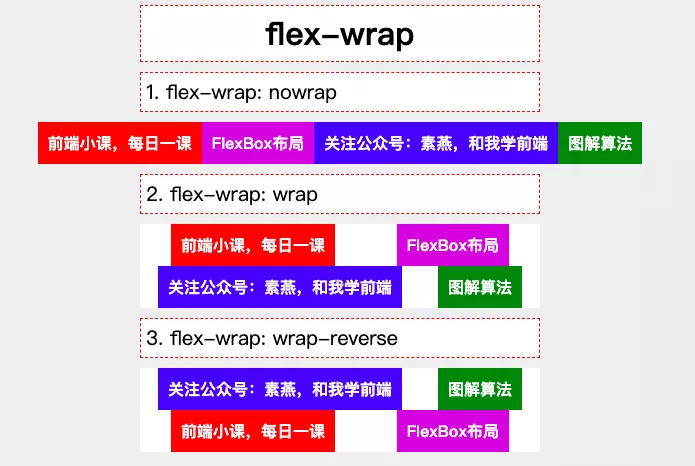 flex-wrap
1. flex-wrap: nowrap
前端小课，每日一课 FlexBox布局 关注公众号：素燕，和我学前端 图解算法
2. flex-wrap: wrap
前端小课，每日一课 FlexBox布局
关注公众号：素燕，和我学前端 图解算法
3. flex-wrap: wrap-reverse
关注公众号：素燕，和我学前端 图解算法
前端小课，每日一课 FlexBox布局